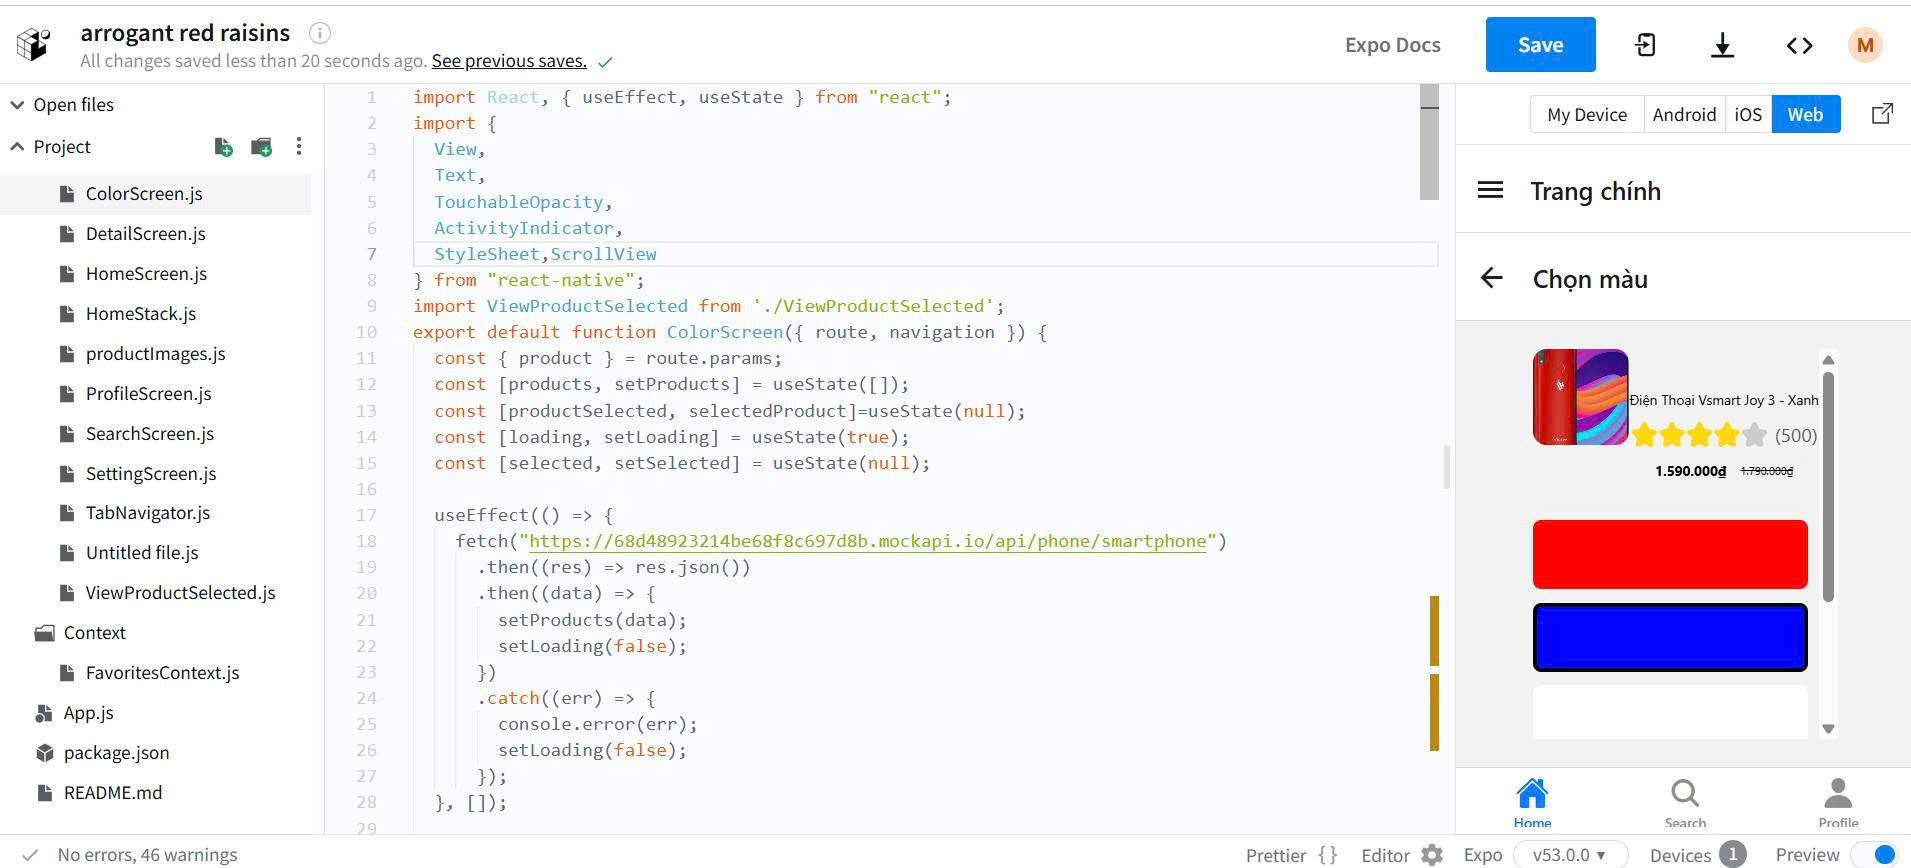 arrogant red raisins
All changes saved less than 20 seconds ago. See previous saves.
Expo Docs
Save
M
Open files
Project
ColorScreen.js
DetailScreen.js
HomeScreen.js
HomeStack.js
productImages.js
ProfileScreen.js
SearchScreen.js
SettingScreen.js
TabNavigator.js
Untitled file.js
ViewProductSelected.js
Context
FavoritesContext.js
App.js
package.json
README.md
1 import React, { useEffect, useState } from "react";
2 import {
3 View,
4 Text,
5 TouchableOpacity,
6 ActivityIndicator,
7 StyleSheet,ScrollView
8 } from "react-native";
9 import ViewProductSelected from './ViewProductSelected';
10 export default function ColorScreen({ route, navigation }) {
11 const { product } = route.params;
12 const [products, setProducts] = useState([]);
13 const [productSelected, selectedProduct]=useState(null);
14 const [loading, setLoading] = useState(true);
15 const [selected, setSelected] = useState(null);
16
17 useEffect(() => {
18 fetch("https://68d48923214be68f8c697d8b.mockapi.io/api/phone/smartphone")
19 .then((res) => res.json())
20 .then((data) => {
21 setProducts(data);
22 setLoading(false);
23 })
24 .catch((err) => {
25 console.error(err);
26 setLoading(false);
27 });
28 }, []);
29
My Device Android iOS Web
Trang chính
Chọn màu
Điện Thoại Vsmart Joy 3 - Xanh
(500)
1.590.000₫ 1.790.000₫
Home Search Profile
No errors, 46 warnings
Prettier {} Editor Expo v53.0.0 ▾ Devices 1 Preview